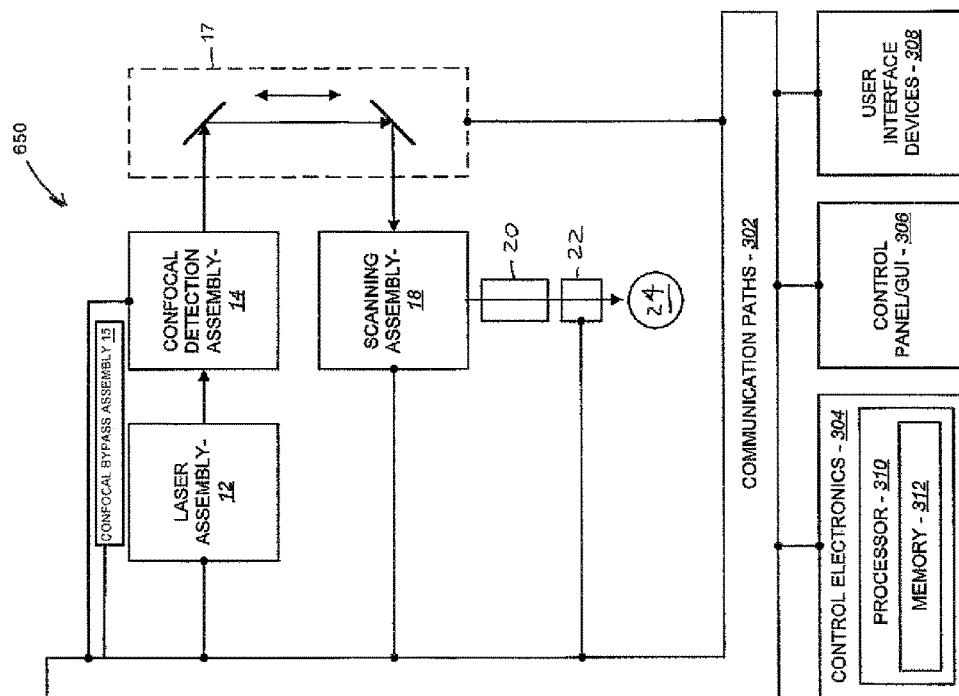 650
17
CONFOCAL BYPASS ASSEMBLY 15
LASER
ASSEMBLY-
12
CONFOCAL
DETECTION
ASSEMBLY-
14
SCANNING
ASSEMBLY-
18
20
22
24
COMMUNICATION PATHS - 302
CONTROL ELECTRONICS - 304
PROCESSOR - 310
MEMORY - 312
CONTROL
PANEL/GUI - 306
USER
INTERFACE
DEVICES - 308